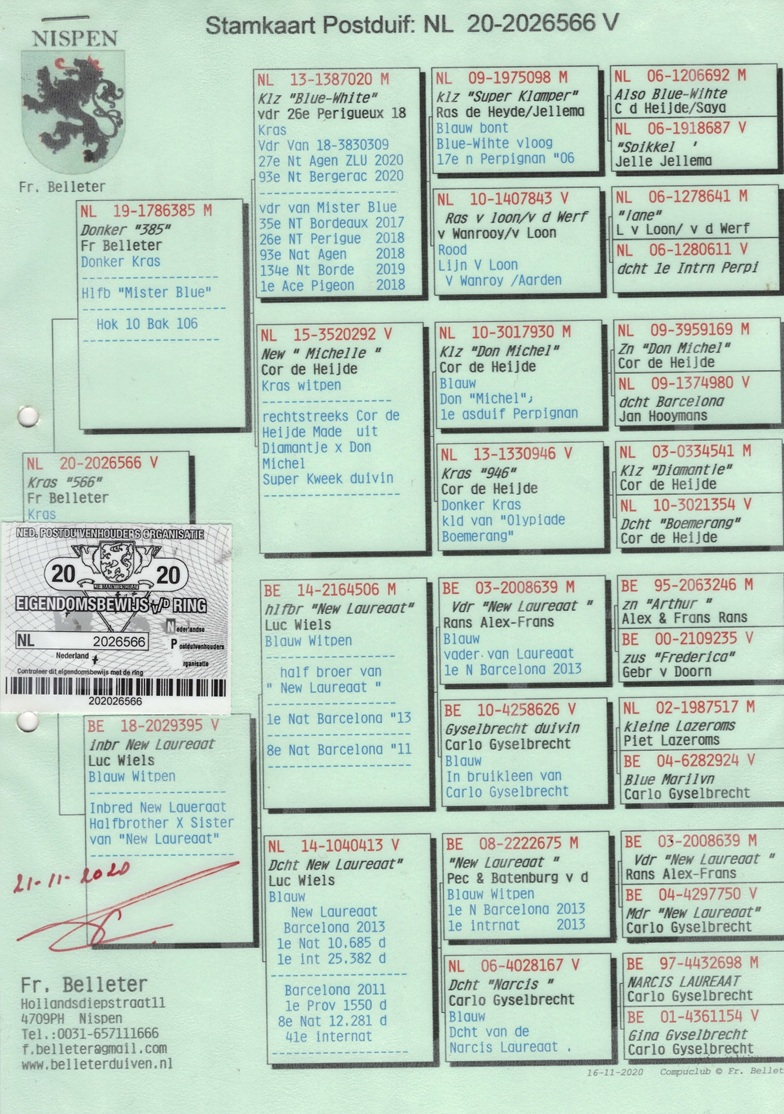 Stamkaart Postduif: NL 20-2026566 V
NISPEN
Fr. Belleter
NL 19-1786385 M
Donker "385"
Fr Belleter
Donker Kras
Hlfb "Mister Blue"
Hok 10 Bak 106
NL 20-2026566 V
Kras "566"
Fr Belleter
Kras
NED. POSTDUIVENHOUDERS ORGANISATIE
20 20
JE MAINTIENDRAI
EIGENDOMSBEWIJS v/D RING
NL 2026566
Nederland
Nederlandse
Postduivenhouders
Organisatie
Controleer dit eigendomsbewijs met de ring
202026566
BE 18-2029395 V
inbr New Laureaat
Luc Wiels
Blauw Witpen
Inbred New Laueraat
Halfbrother X Sister
van "New Laureaat"
21-11-2020
NL 13-1387020 M
Klz "Blue-White"
vdr 26e Perigueux 18
Kras
Vdr Van 18-3830309
27e Nt Agen ZLU 2020
93e Nt Bergerac 2020
vdr van Mister Blue
35e NT Bordeaux 2017
26e NT Perigue 2018
93e Nat Agen 2018
134e Nt Borde 2019
1e Ace Pigeon 2018
NL 15-3520292 V
New " Michelle "
Cor de Heijde
Kras witpen
rechtstreeks Cor de
Heijde Made uit
Diamantje x Don
Michel
Super Kweek duivin
BE 14-2164506 M
hlfbr "New Laureaat"
Luc Wiels
Blauw Witpen
half broer van
" New Laureaat "
1e Nat Barcelona "13
8e Nat Barcelona "11
NL 14-1040413 V
Dcht New Laureaat"
Luc Wiels
Blauw
New Laureaat
Barcelona 2013
1e Nat 10.685 d
1e int 25.382 d
Barcelona 2011
1e Prov 1550 d
8e Nat 12.281 d
41e internat
NL 09-1975098 M
klz "Super Klamper"
Ras de Heyde/Jellema
Blauw bont
Blue-Wihte vloog
17e n Perpignan "06
NL 10-1407843 V
Ras v loon/v d Werf
v Wanrooy/v Loon
Rood
Lijn V Loon
V Wanroy /Aarden
NL 10-3017930 M
Klz "Don Michel"
Cor de Heijde
Blauw
Don "Michel",
1e asduif Perpignan
NL 13-1330946 V
Kras "946"
Cor de Heijde
Donker Kras
kld van "Olypiade
Boemerang"
BE 03-2008639 M
Vdr "New Laureaat "
Rans Alex-Frans
Blauw
vader van Laureaat
1e N Barcelona 2013
BE 10-4258626 V
Gyselbrecht duivin
Carlo Gyselbrecht
Blauw
In bruikleen van
Carlo Gyselbrecht
BE 08-2222675 M
"New Laureaat "
Pec & Batenburg v d
Blauw Witpen
1e N Barcelona 2013
1e intrnat 2013
NL 06-4028167 V
Dcht "Narcis "
Carlo Gyselbrecht
Blauw
Dcht van de
Narcis Laureaat .
NL 06-1206692 M
Also Blue-Wihte
C d Heijde/Saya
NL 06-1918687 V
"Spikkel '
Jelle Jellema
NL 06-1278641 M
"lane"
L v Loon/ v d Werf
NL 06-1280611 V
dcht 1e Intrn Perpi
NL 09-3959169 M
Zn "Don Michel"
Cor de Heijde
NL 09-1374980 V
dcht Barcelona
Jan Hooymans
NL 03-0334541 M
Klz "Diamantje"
Cor de Heijde
NL 10-3021354 V
Dcht "Boemerang"
Cor de Heijde
BE 95-2063246 M
zn "Arthur "
Alex & Frans Rans
BE 00-2109235 V
zus "Frederica"
Gebr v Doorn
NL 02-1987517 M
kleine Lazeroms
Piet Lazeroms
BE 04-6282924 V
Blue Marilyn
Carlo Gyselbrecht
BE 03-2008639 M
Vdr "New Laureaat "
Rans Alex-Frans
BE 04-4297750 V
Mdr "New Laureaat"
Carlo Gyselbrecht
BE 97-4432698 M
NARCIS LAUREAAT
Carlo Gyselbrecht
BE 01-4361154 V
Gina Gyselbrecht
Carlo Gyselbrecht
Fr. Belleter
Hollandsdiepstraat11
4709PH Nispen
Tel.:0031-657111666
f.belleter@gmail.com
www.belleterduiven.nl
16-11-2020 Compuclub © Fr. Bellet